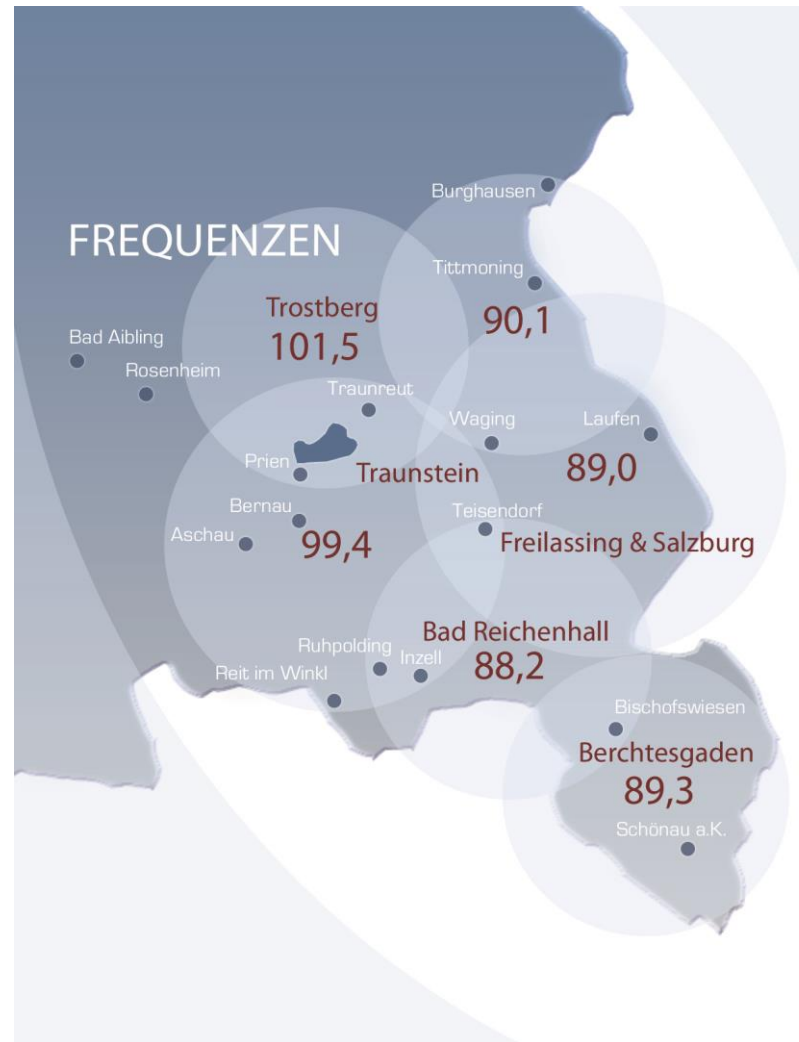 Burghausen
FREQUENZEN
Tittmoning
Trostberg
101,5
90,1
Bad Aibling
Rosenheim
Traunreut
Waging
Laufen
Prien
Traunstein
89,0
Bernau
Teisendorf
Aschau
99,4
Freilassing & Salzburg
Bad Reichenhall
88,2
Ruhpolding
Inzell
Reit im Winkl
Bischofswiesen
Berchtesgaden
89,3
Schönau a.K.